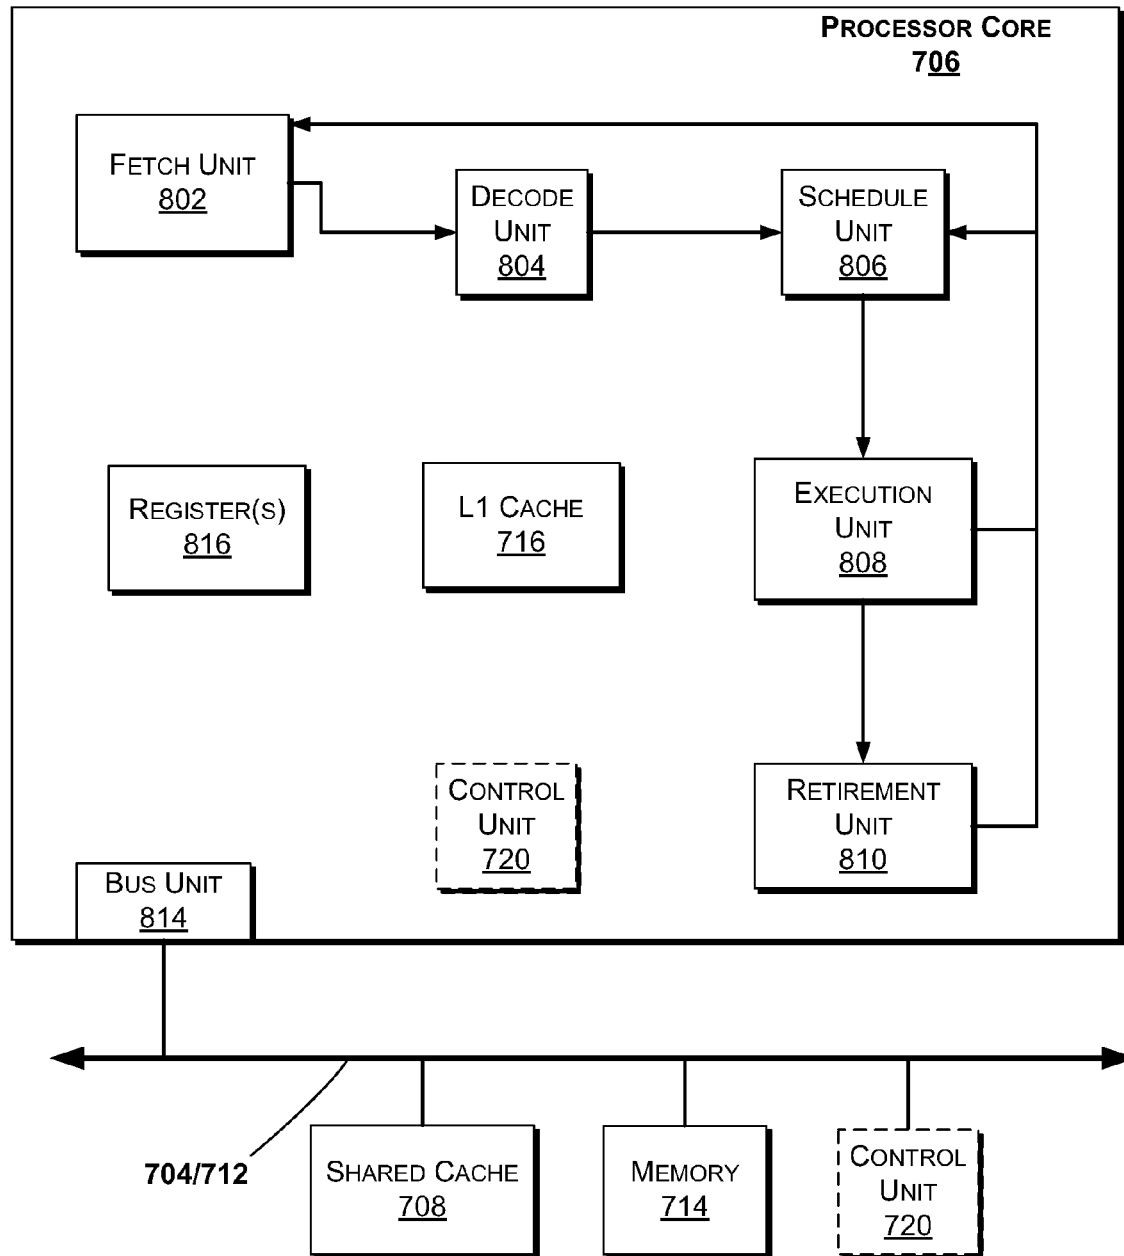 PROCESSOR CORE
706
FETCH UNIT
802
DECODE
UNIT
804
SCHEDULE
UNIT
806
REGISTER(S)
816
L1 CACHE
716
EXECUTION
UNIT
808
CONTROL
UNIT
720
RETIREMENT
UNIT
810
BUS UNIT
814
704/712
SHARED CACHE
708
MEMORY
714
CONTROL
UNIT
720